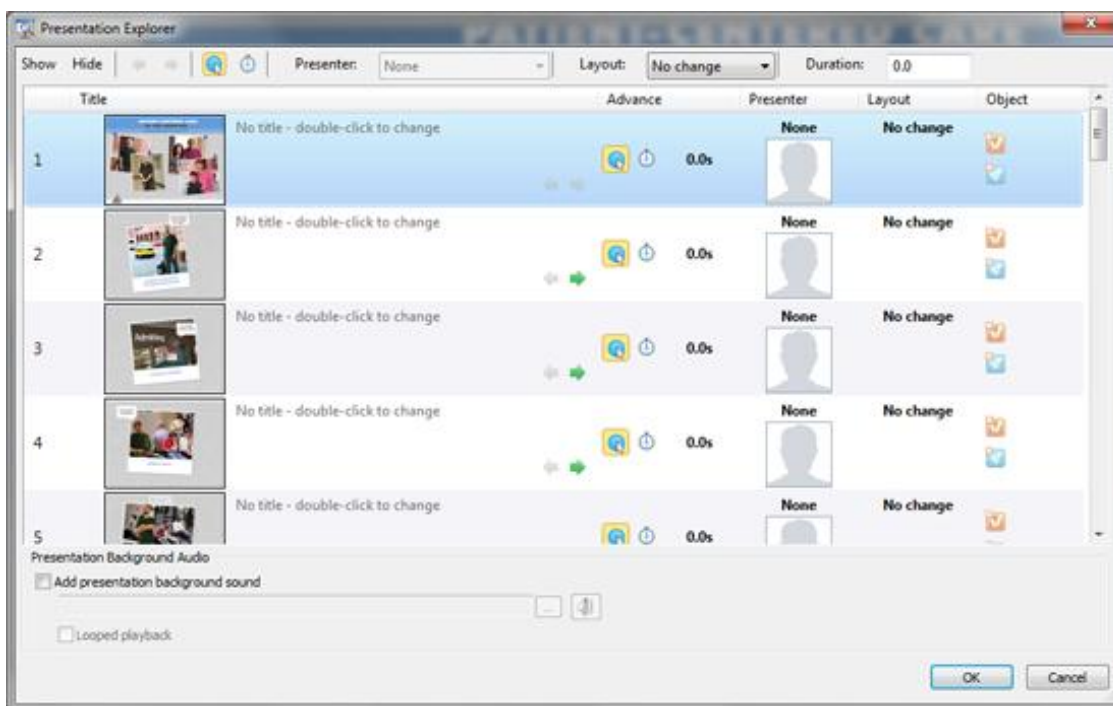 Presentation Explorer
PATIENT-CENTERED CARE
Show Hide Presenter: None Layout: No change Duration: 0.0
Title Advance Presenter Layout Object
1 No title - double-click to change 0.0s None No change
2 No title - double-click to change 0.0s None No change
3 No title - double-click to change 0.0s None No change
4 No title - double-click to change 0.0s None No change
5 No title - double-click to change 0.0s None No change
Presentation Background Audio
Add presentation background sound
...
Looped playback
OK Cancel